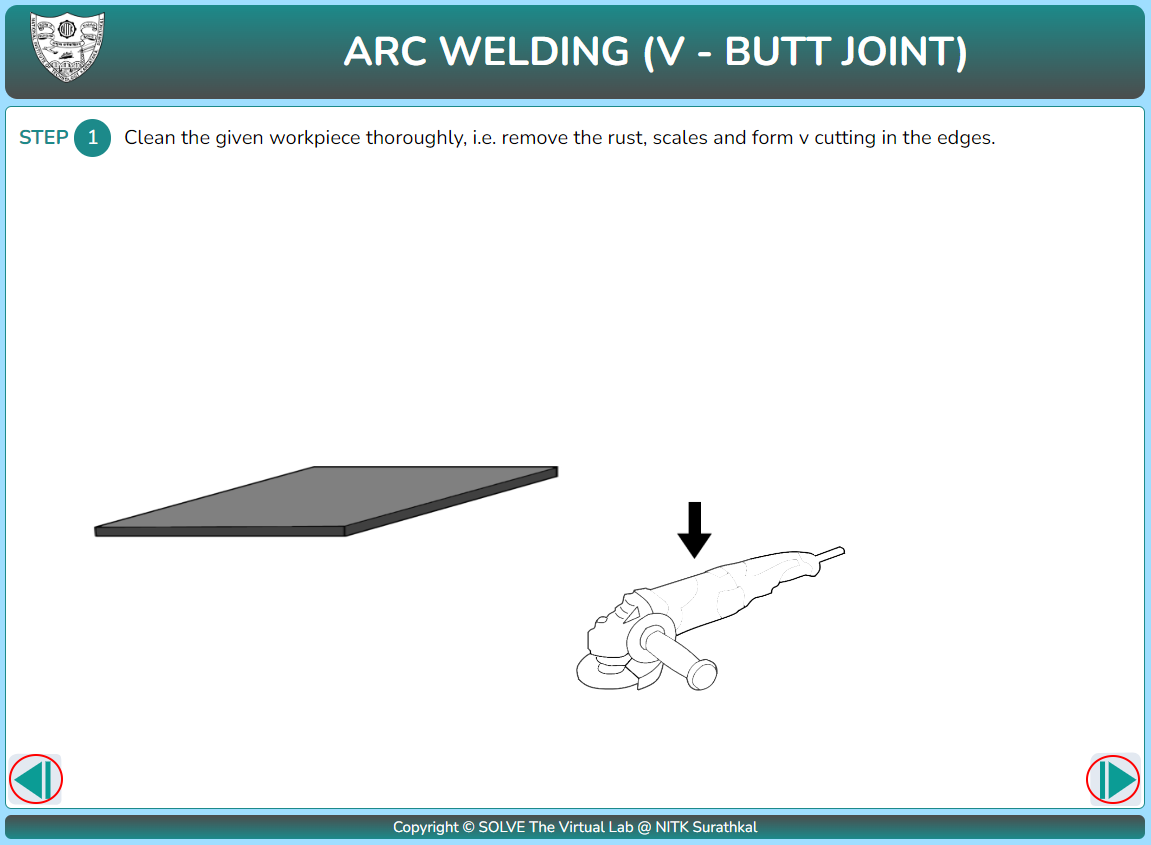 ARC WELDING (V - BUTT JOINT)
STEP 1 Clean the given workpiece thoroughly, i.e. remove the rust, scales and form v cutting in the edges.
Copyright © SOLVE The Virtual Lab @ NITK Surathkal